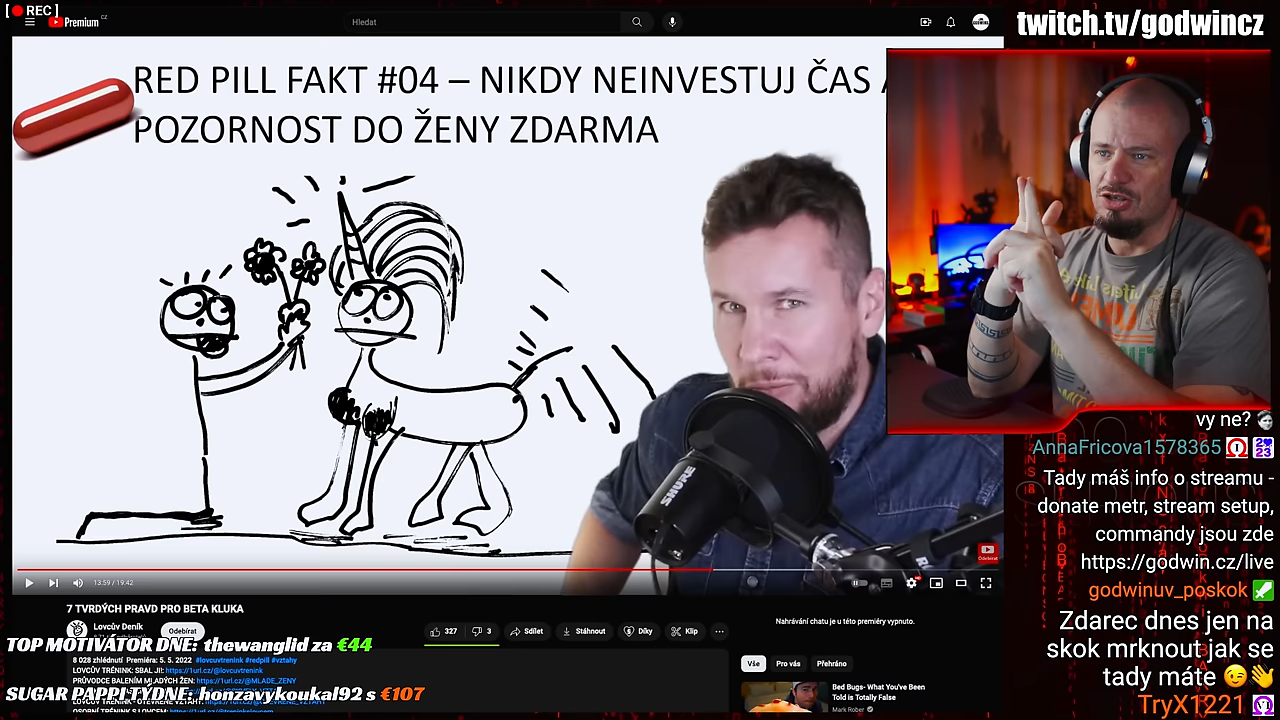 [ REC ]
Premium CZ
Hledat
twitch.tv/godwincz
RED PILL FAKT #04 – NIKDY NEINVESTUJ ČAS A
POZORNOST DO ŽENY ZDARMA
SHURE
Odebírat
13:59 / 19:42
7 TVRDÝCH PRAVD PRO BETA KLUKA
Lovcův Deník
Odebírat
327
3
Sdílet
Stáhnout
Díky
Klip
TOP MOTIVÁTOR DNE: thewanglid za €44
8 028 zhlédnutí Premiéra: 5. 5. 2022 #lovcuvtrenink #redpill #vztahy
LOVCŮV TRÉNINK: SBAL JI!: https://1url.cz/@lovcuvtrenink
PRŮVODCE BALENÍM MLADÝCH ŽEN: https://1url.cz/@MLADE_ZENY
SUGAR PAPPI TÝDNE: honzavykoukal92 s €107
Nahrávání chatu je u této premiéry vypnuto.
Vše
Pro vás
Přehráno
Bed Bugs- What You've Been
Told is Totally False
Mark Rober
vy ne?
AnnaFricova1578365
Tady máš info o streamu -
donate metr, stream setup,
commandy jsou zde
https://godwin.cz/live
godwinuv_poskok
Zdarec dnes jen na
skok mrknout jak se
tady máte 😉👋
TryX1221